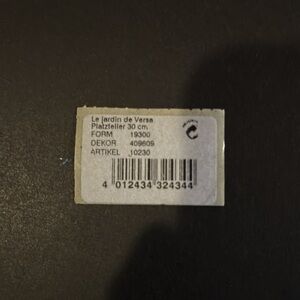 Le jardin de Versa
Platzteller 30 cm
FORM 19300
DEKOR 409609
ARTIKEL 10230
4 012434 324344